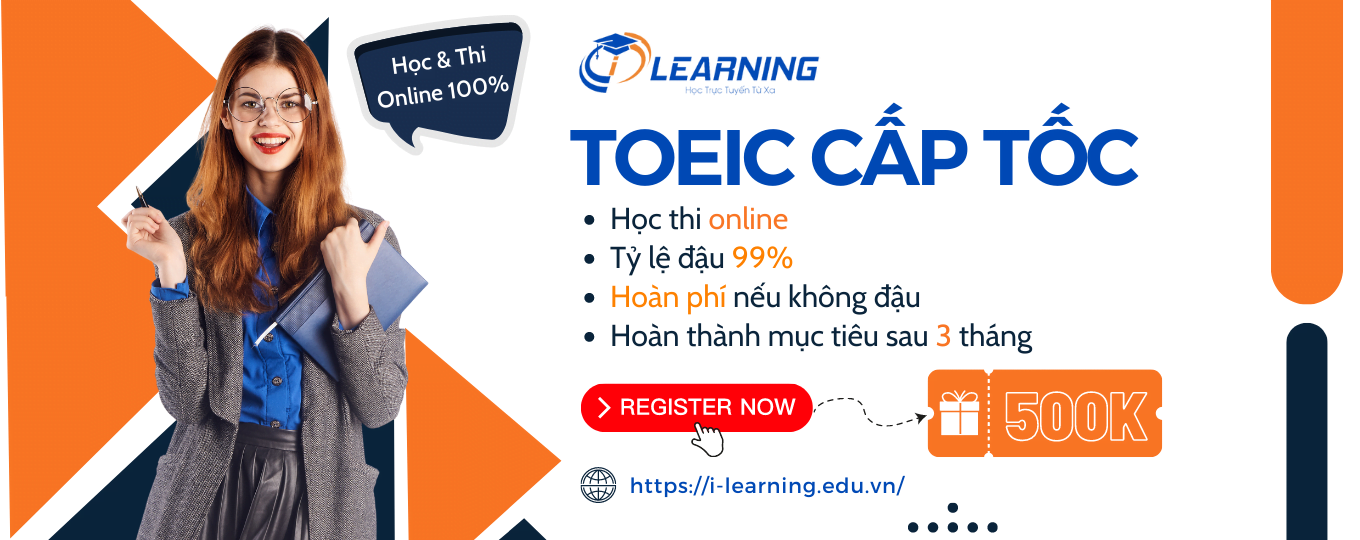 Học & Thi
Online 100%
i LEARNING
Học Trực Tuyến Từ Xa
TOEIC CẤP TỐC
• Học thi online
• Tỷ lệ đậu 99%
• Hoàn phí nếu không đậu
• Hoàn thành mục tiêu sau 3 tháng
REGISTER NOW
500K
https://i-learning.edu.vn/